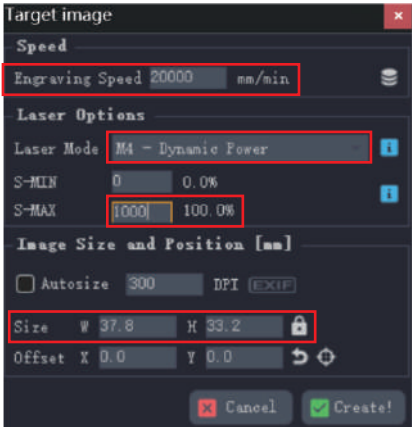 Target image
Speed
Engraving Speed 20000 mm/min
Laser Options
Laser Mode M4 - Dynamic Power
S-MIN 0 0.0%
S-MAX 1000 100.0%
Image Size and Position [mm]
Autosize 300 DPI EXIF
Size W 37.8 H 33.2
Offset X 0.0 Y 0.0
Cancel Create!